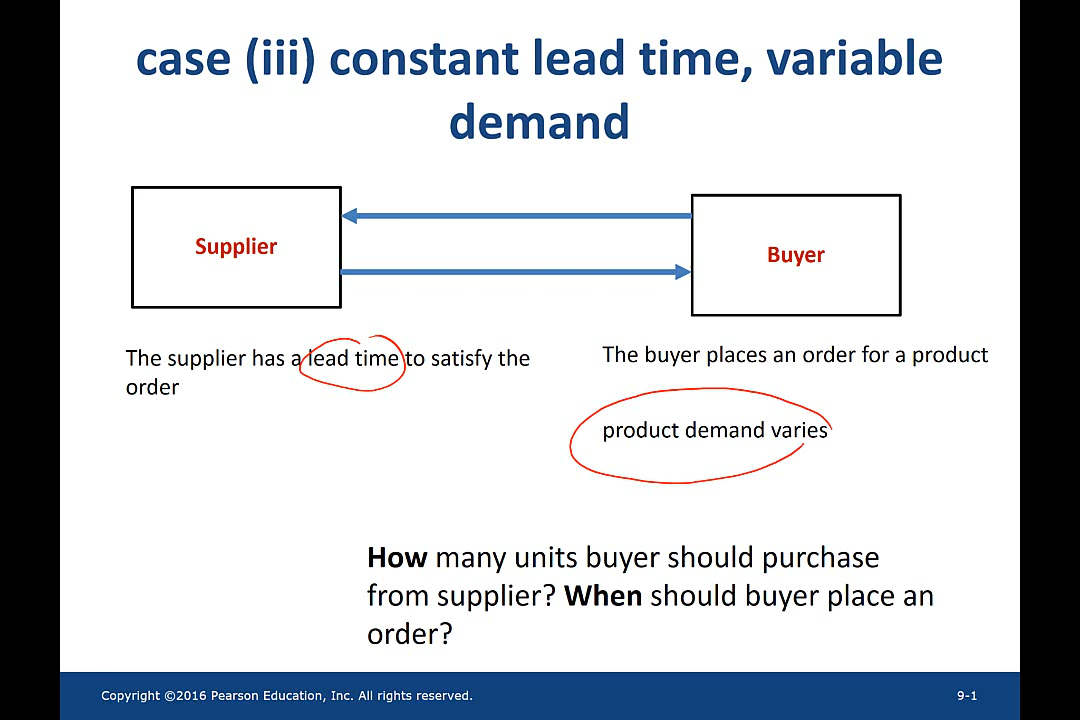 case (iii) constant lead time, variable
demand
Supplier
Buyer
The supplier has a lead time to satisfy the
order
The buyer places an order for a product
product demand varies
How many units buyer should purchase
from supplier? When should buyer place an
order?
Copyright ©2016 Pearson Education, Inc. All rights reserved.
9-1